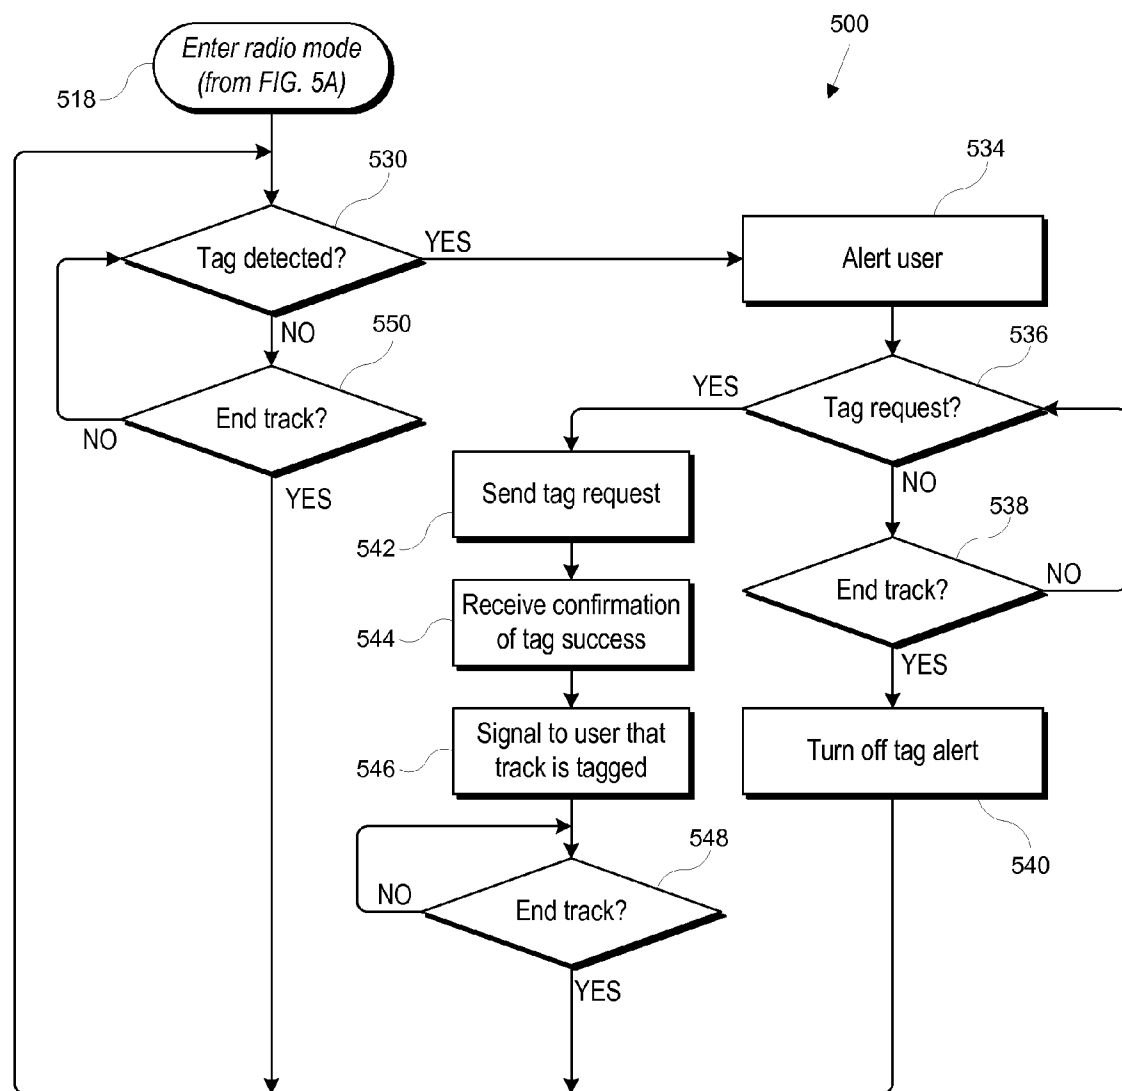 500
Enter radio mode
(from FIG. 5A)
518
530
534
Tag detected?
YES
Alert user
NO
550
536
YES
End track?
Tag request?
NO
YES
NO
Send tag request
538
542
End track?
NO
Receive confirmation
of tag success
544
YES
Signal to user that
track is tagged
546
Turn off tag alert
548
540
NO
End track?
YES